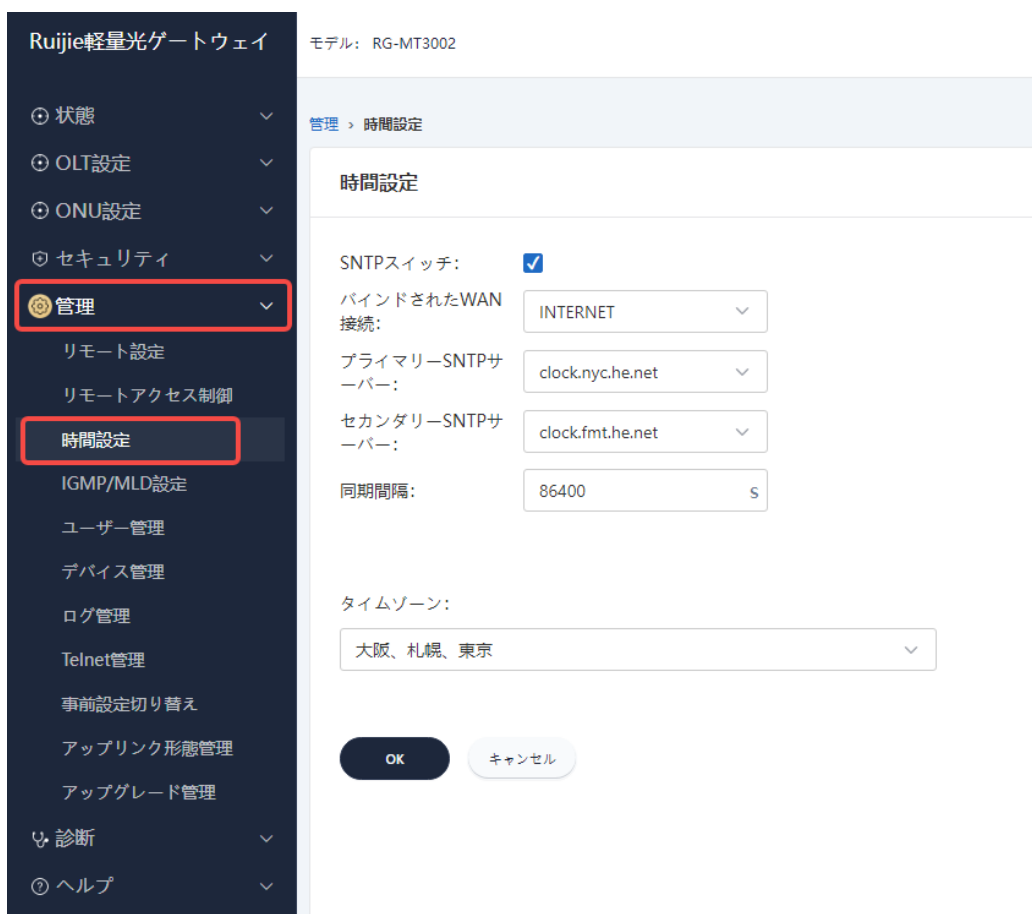 Ruijie軽量光ゲートウェイ
モデル: RG-MT3002
状態
OLT設定
ONU設定
セキュリティ
管理
リモート設定
リモートアクセス制御
時間設定
IGMP/MLD設定
ユーザー管理
デバイス管理
ログ管理
Telnet管理
事前設定切り替え
アップリンク形態管理
アップグレード管理
診断
ヘルプ
管理 › 時間設定
時間設定
SNTPスイッチ:
バインドされたWAN
接続:
INTERNET
プライマリーSNTPサ
ーバー:
clock.nyc.he.net
セカンダリーSNTPサ
ーバー:
clock.fmt.he.net
同期間隔:
86400 s
タイムゾーン:
大阪、札幌、東京
OK キャンセル